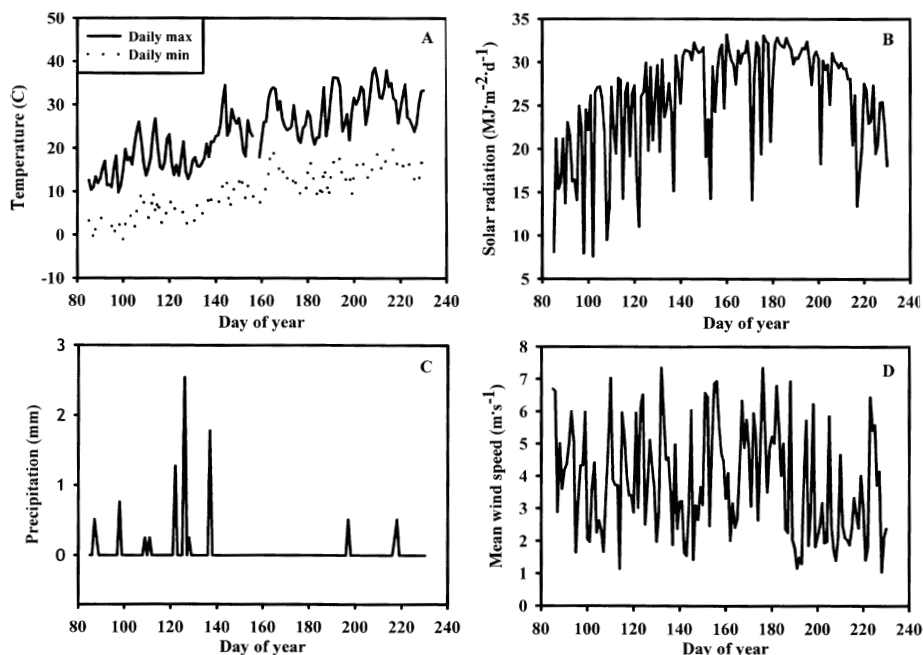 50
40
30
20
10
0
-10
Temperature (C)
Daily max
Daily min
A
80 100 120 140 160 180 200 220 240
Day of year
35
30
25
20
15
10
5
Solar radiation (MJ·m-2·d-1)
B
80 100 120 140 160 180 200 220 240
Day of year
3
2
1
0
Precipitation (mm)
C
80 100 120 140 160 180 200 220 240
Day of year
8
7
6
5
4
3
2
1
0
Mean wind speed (m·s-1)
D
80 100 120 140 160 180 200 220 240
Day of year